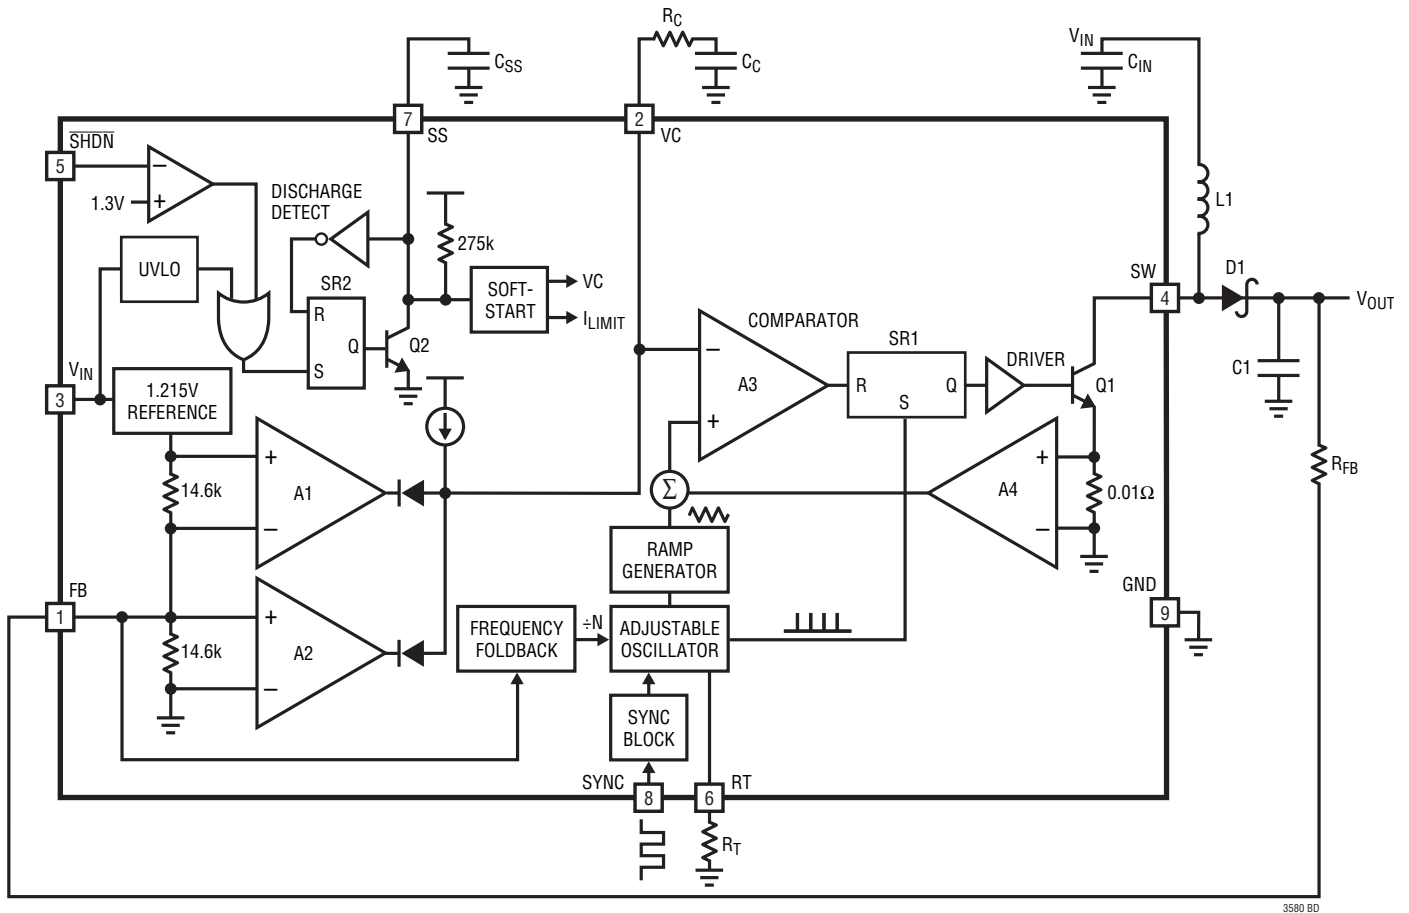 RC
CSS
CC
VIN
CIN
7
SS
2
VC
SHDN
5
1.3V
−
+
DISCHARGE
DETECT
275k
L1
UVLO
SR2
R
S
Q
Q2
SOFT-
START
VC
ILIMIT
SW
4
D1
VOUT
COMPARATOR
−
A3
+
SR1
R
Q
S
DRIVER
Q1
C1
VIN
3
1.215V
REFERENCE
14.6k
+
A1
−
Σ
+
A4
−
0.01Ω
RFB
RAMP
GENERATOR
FB
1
14.6k
+
A2
−
FREQUENCY
FOLDBACK
÷N
ADJUSTABLE
OSCILLATOR
GND
9
SYNC
BLOCK
SYNC
8
6
RT
RT
3580 BD